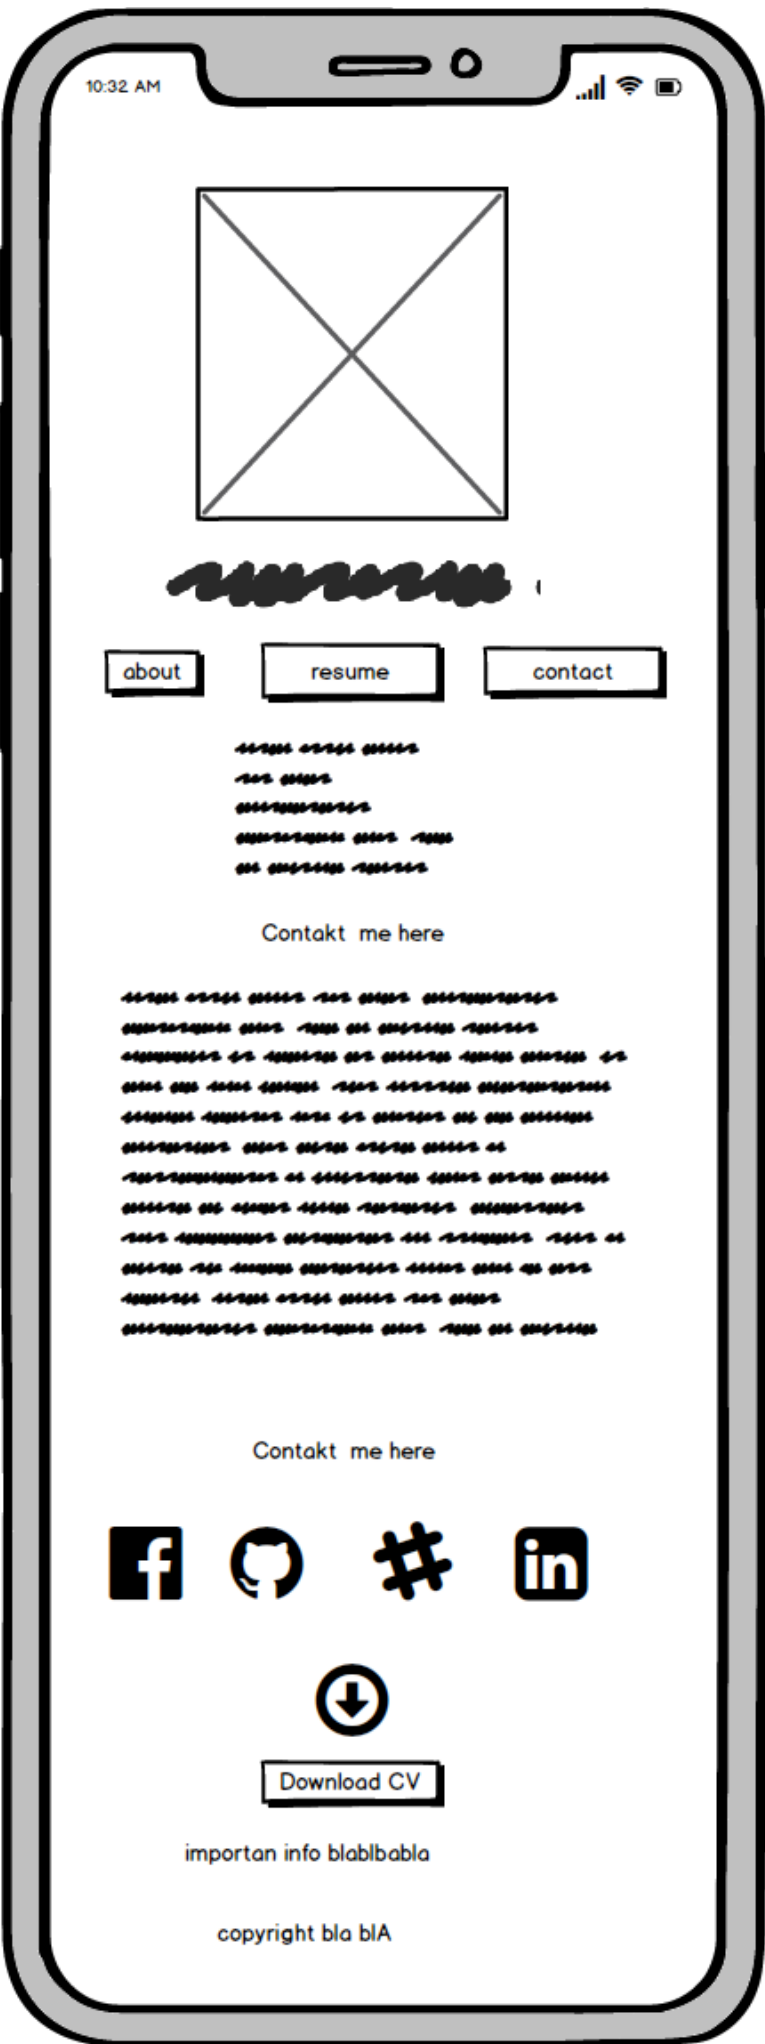 10:32 AM
about resume contact
Contakt me here
Contakt me here
in
Download CV
importan info blablbabla
copyright bla blA